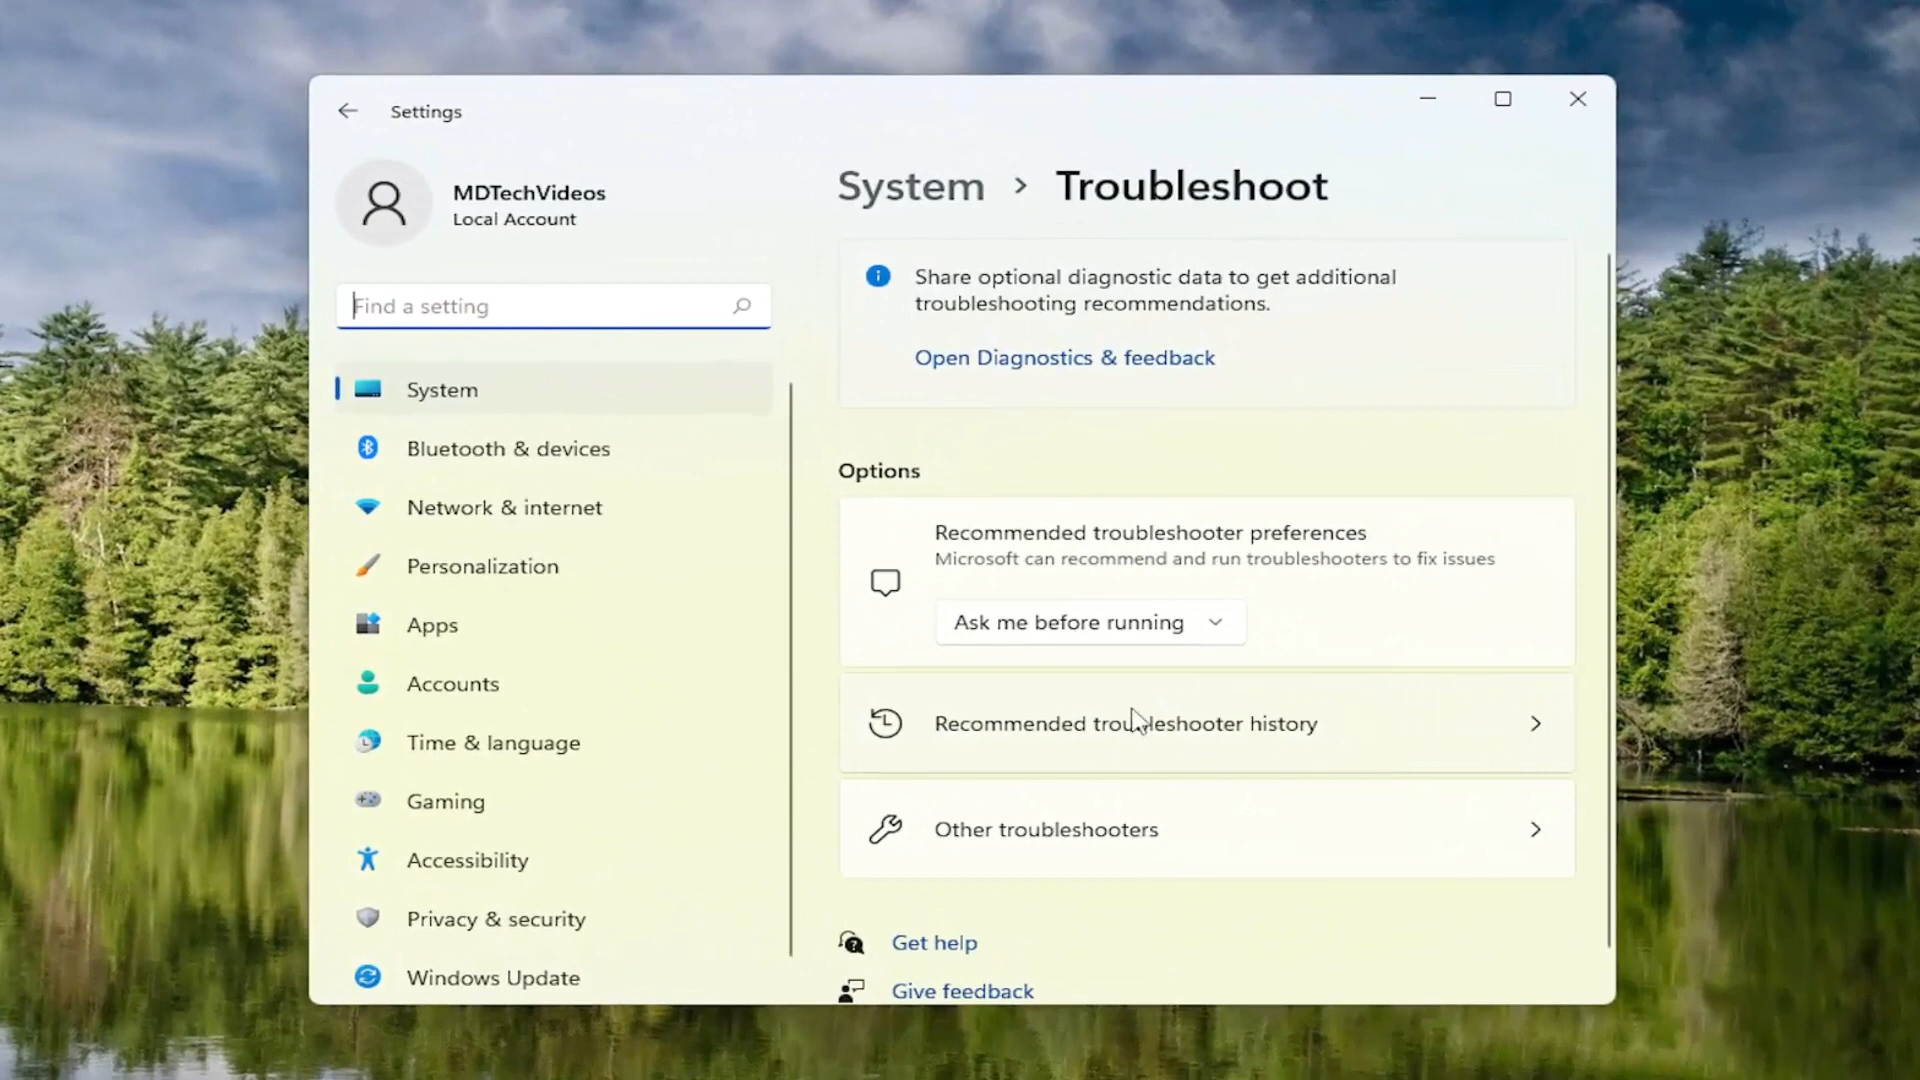 Settings
MDTechVideos
Local Account
Find a setting
System
Bluetooth & devices
Network & internet
Personalization
Apps
Accounts
Time & language
Gaming
Accessibility
Privacy & security
Windows Update
System > Troubleshoot
Share optional diagnostic data to get additional
troubleshooting recommendations.
Open Diagnostics & feedback
Options
Recommended troubleshooter preferences
Microsoft can recommend and run troubleshooters to fix issues
Ask me before running
Recommended troubleshooter history
Other troubleshooters
Get help
Give feedback